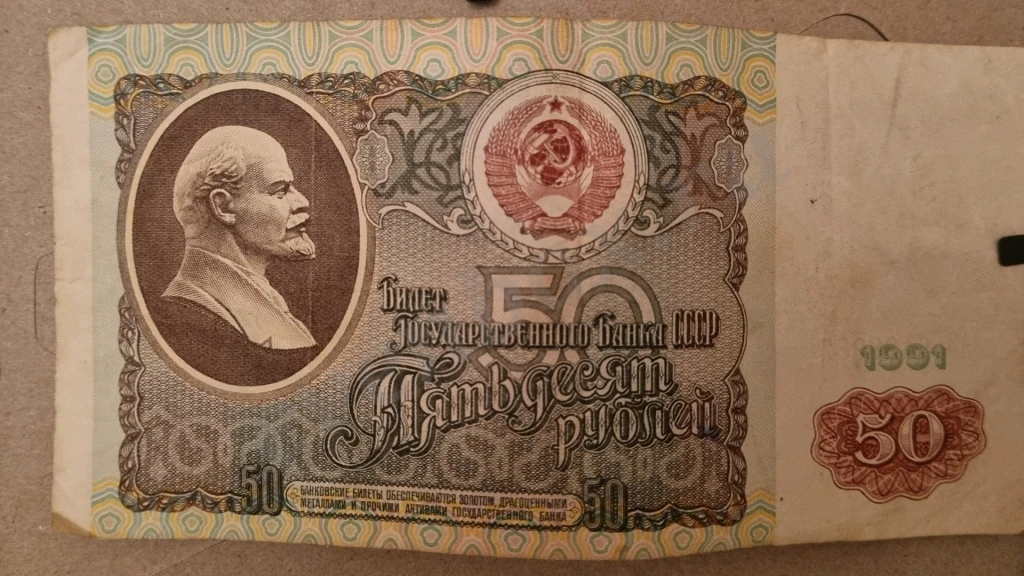 50
Билет
Государственного Банка СССР
Пятьдесят
рублей
1991
50
50
БАНКОВСКИЕ БИЛЕТЫ ОБЕСПЕЧИВАЮТСЯ ЗОЛОТОМ, ДРАГОЦЕННЫМИ
МЕТАЛЛАМИ И ПРОЧИМИ АКТИВАМИ ГОСУДАРСТВЕННОГО БАНКА
50